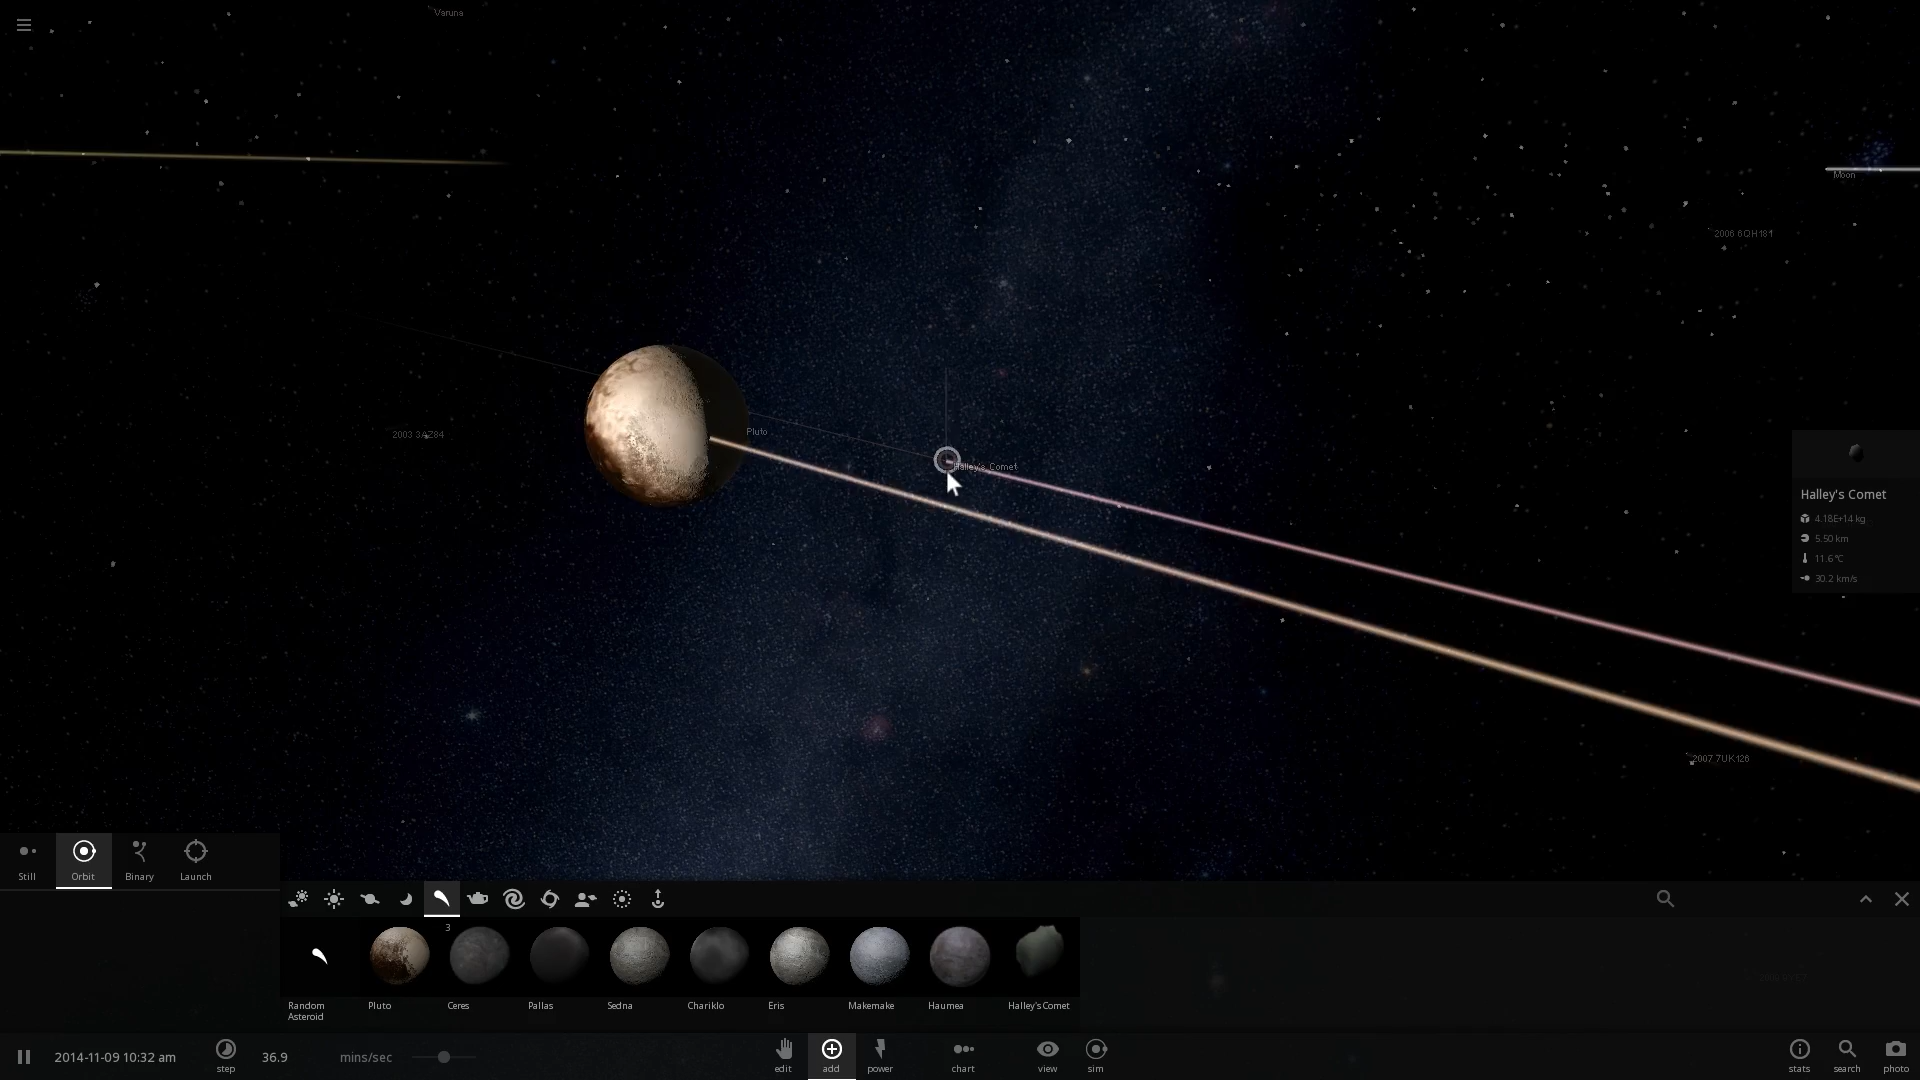 Varuna
Moon
2006 6QH181
Pluto
2003 3AZ84
Halley's Comet
Halley's Comet
4.18E+14 kg
5.50 km
11.6 °C
30.2 km/s
2007 7UK126
Still
Orbit
Binary
Launch
3
Random Asteroid
Pluto
Ceres
Pallas
Sedna
Chariklo
Eris
Makemake
Haumea
Halley's Comet
2014-11-09 10:32 am
step
36.9
mins/sec
edit
add
power
chart
view
sim
stats
search
photo